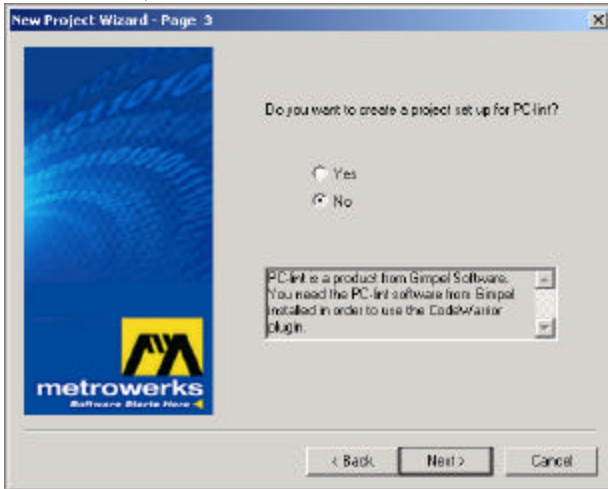 New Project Wizard - Page 3
Do you want to create a project set up for PC-lint?
Yes
No
PC-lint is a product from Gimpel Software.
You need the PC-lint software from Gimpel
installed in order to use the CodeWarrior
plugin.
metrowerks
Software Starts Here
< Back
Next >
Cancel